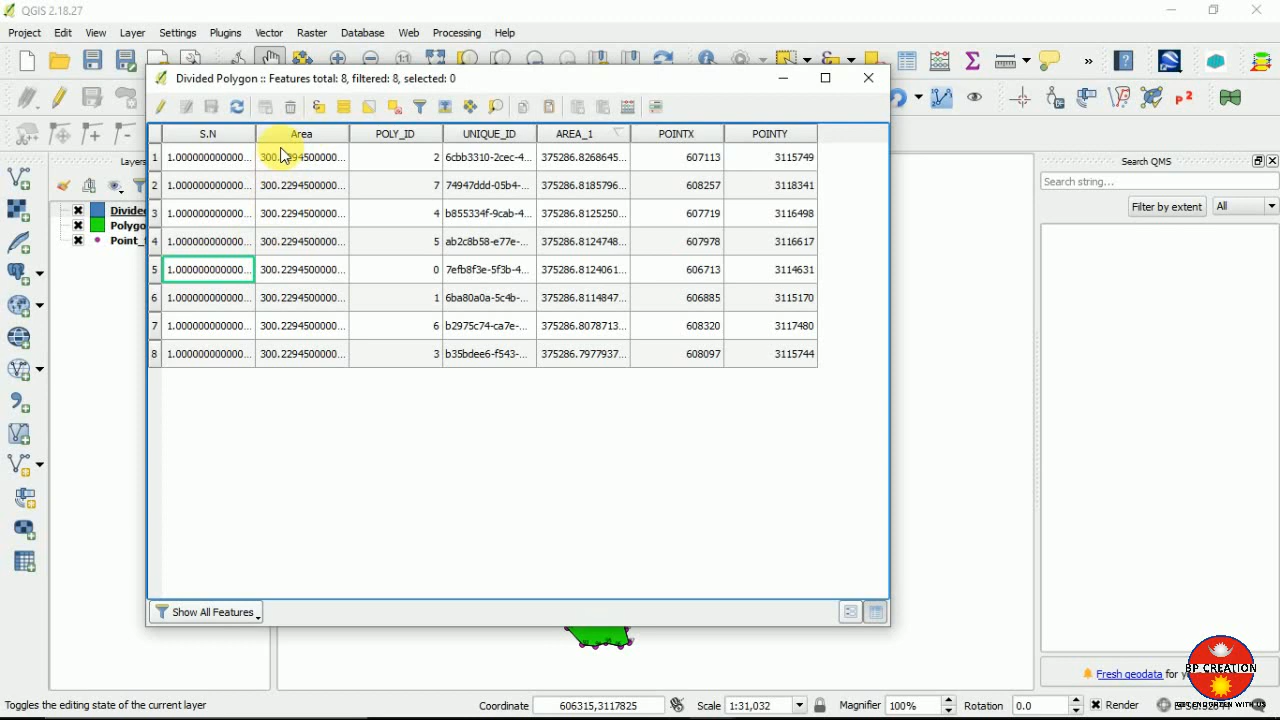 QGIS 2.18.27
Project Edit View Layer Settings Plugins Vector Raster Database Web Processing Help
Divided Polygon :: Features total: 8, filtered: 8, selected: 0
S.N Area POLY_ID UNIQUE_ID AREA_1 POINTX POINTY
1 1.000000000000... 300.2294500000... 2 6cbb3310-2cec-4... 375286.8268645... 607113 3115749
2 1.000000000000... 300.2294500000... 7 74947ddd-05b4-... 375286.8185796... 608257 3118341
3 1.000000000000... 300.2294500000... 4 b855334f-9cab-4... 375286.8125250... 607719 3116498
4 1.000000000000... 300.2294500000... 5 ab2c8b58-e77e-... 375286.8124748... 607978 3116617
5 1.000000000000... 300.2294500000... 0 7efb8f3e-5f3b-4... 375286.8124061... 606713 3114631
6 1.000000000000... 300.2294500000... 1 6ba80a0a-5c4b-... 375286.8114847... 606885 3115170
7 1.000000000000... 300.2294500000... 6 b2975c74-ca7e-... 375286.8078713... 608320 3117480
8 1.000000000000... 300.2294500000... 3 b35bdee6-f543-... 375286.7977937... 608097 3115744
Show All Features
Layers
Divided
Polygo
Point_
Search QMS
Search string...
Filter by extent All
Fresh geodata for
BP CREATION
Toggles the editing state of the current layer Coordinate 606315,3117825 Scale 1:31,032 Magnifier 100% Rotation 0.0 Render